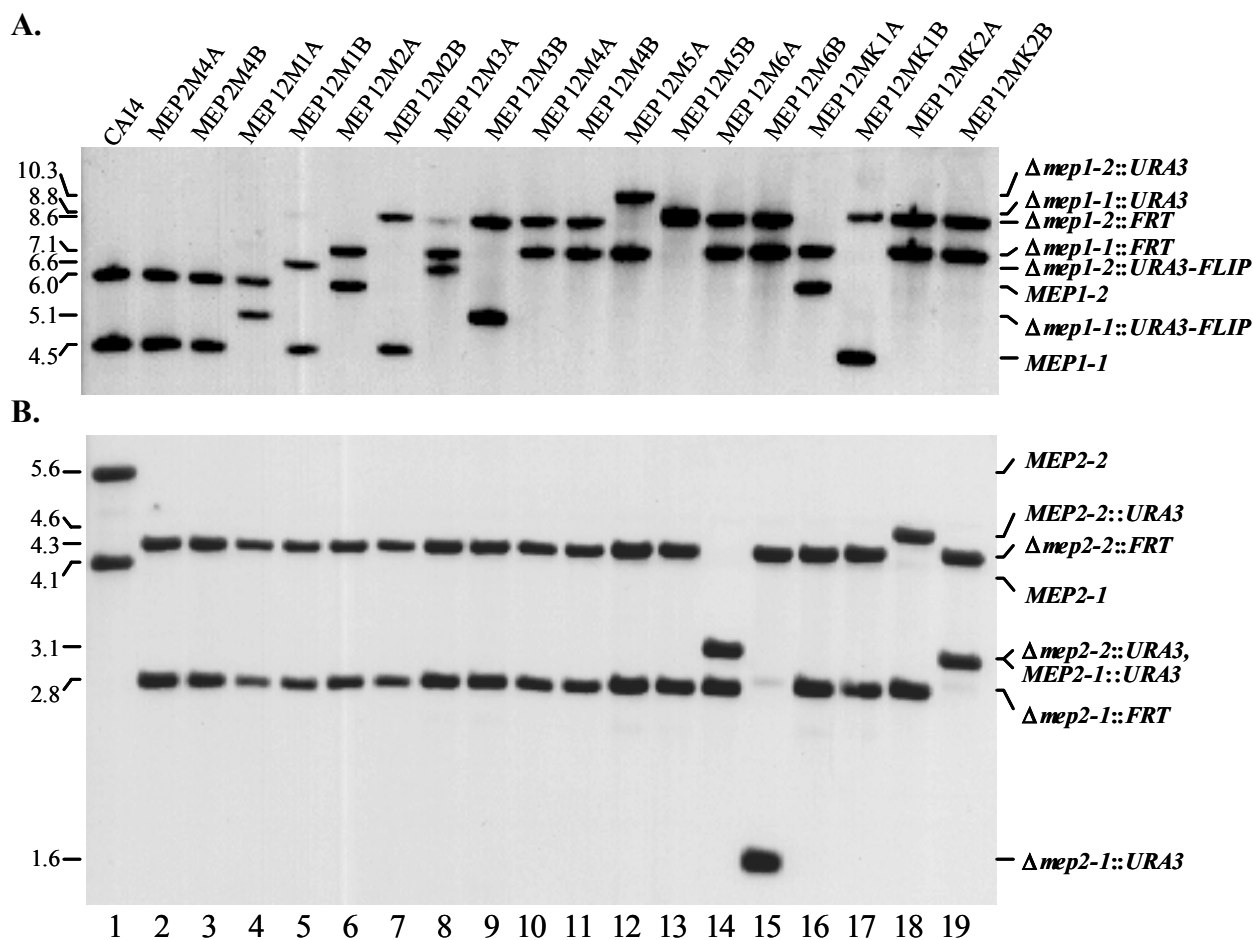 A.
CAI4
MEP2M4A
MEP2M4B
MEP12M1A
MEP12M1B
MEP12M2A
MEP12M2B
MEP12M3A
MEP12M3B
MEP12M4A
MEP12M4B
MEP12M5A
MEP12M5B
MEP12M6A
MEP12M6B
MEP12MK1A
MEP12MK1B
MEP12MK2A
MEP12MK2B
10.3
8.8
8.6
7.1
6.6
6.0
5.1
4.5
Δmep1-2::URA3
Δmep1-1::URA3
Δmep1-2::FRT
Δmep1-1::FRT
Δmep1-2::URA3-FLIP
MEP1-2
Δmep1-1::URA3-FLIP
MEP1-1
B.
5.6
4.6
4.3
4.1
3.1
2.8
1.6
MEP2-2
MEP2-2::URA3
Δmep2-2::FRT
MEP2-1
Δmep2-2::URA3,
MEP2-1::URA3
Δmep2-1::FRT
Δmep2-1::URA3
1 2 3 4 5 6 7 8 9 10 11 12 13 14 15 16 17 18 19